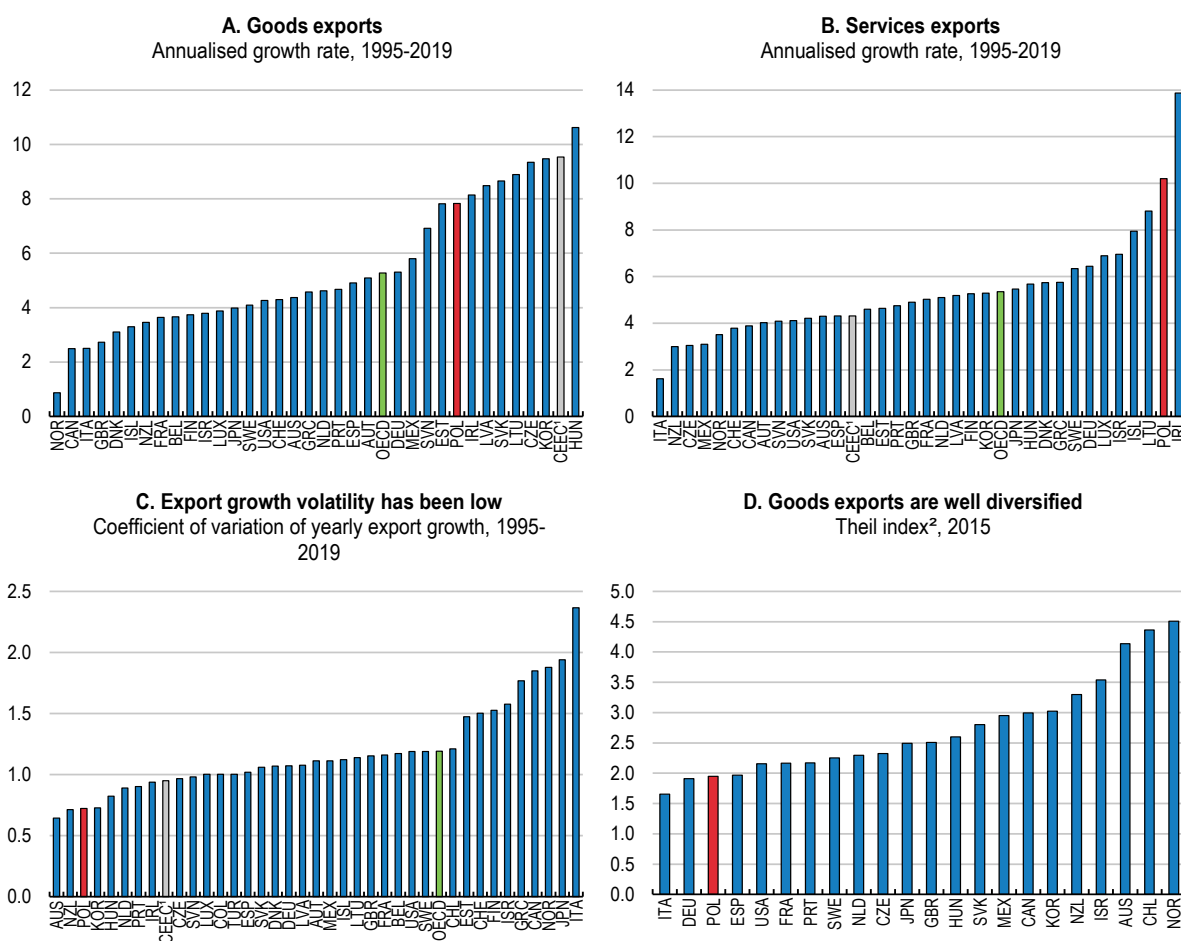 A. Goods exports
Annualised growth rate, 1995-2019
12
10
8
6
4
2
0
NOR CAN ITA GBR DNK ISL NZL FRA BEL FIN ISR LUX JPN SWE USA CHE AUS GRC NLD PRT ESP AUT OECD DEU MEX SVN EST POL IRL LVA SVK LTU CZE KOR CEEC¹ HUN
B. Services exports
Annualised growth rate, 1995-2019
14
12
10
8
6
4
2
0
ITA NZL CZE MEX NOR CHE CAN AUT SVN USA SVK AUS ESP CEEC¹ BEL EST PRT GBR FRA NLD LVA FIN KOR OECD JPN HUN DNK GRC SWE DEU LUX ISR ISL LTU POL IRL
C. Export growth volatility has been low
Coefficient of variation of yearly export growth, 1995-
2019
2.5
2.0
1.5
1.0
0.5
0.0
AUS NZL POL KOR HUN NLD PRT IRL CEEC¹ CZE SVN LUX COL TUR ESP SVK DNK DEU LVA AUT MEX ISL LTU GBR FRA BEL USA SWE OECD CHL EST CHE FIN ISR GRC CAN NOR JPN ITA
D. Goods exports are well diversified
Theil index², 2015
5.0
4.5
4.0
3.5
3.0
2.5
2.0
1.5
1.0
0.5
0.0
ITA DEU POL ESP USA FRA PRT SWE NLD CZE JPN GBR HUN SVK MEX CAN KOR NZL ISR AUS CHL NOR